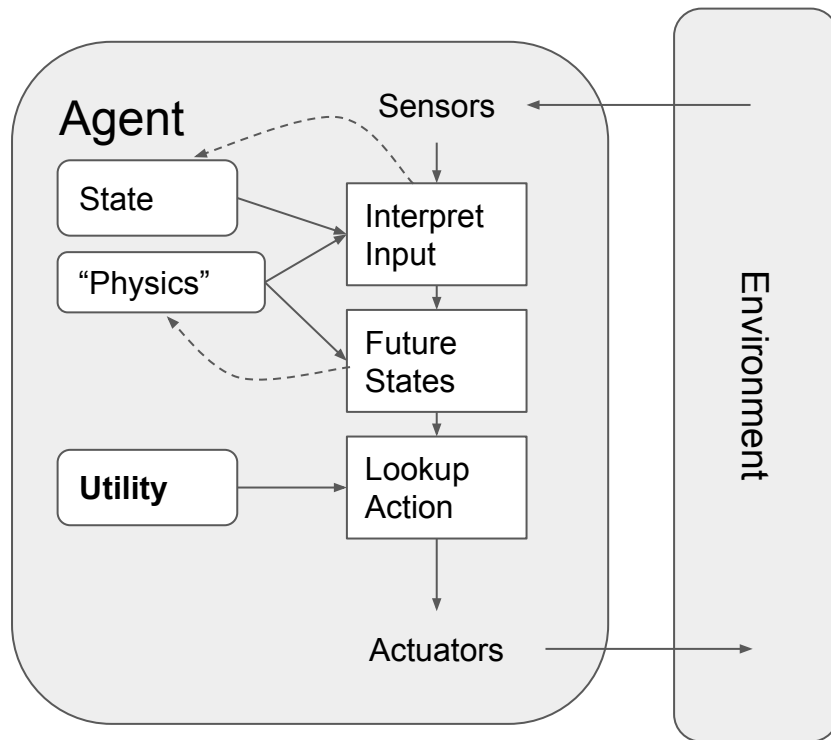 Agent
Sensors
State
Interpret
Input
“Physics”
Future
States
Utility
Lookup
Action
Actuators
Environment